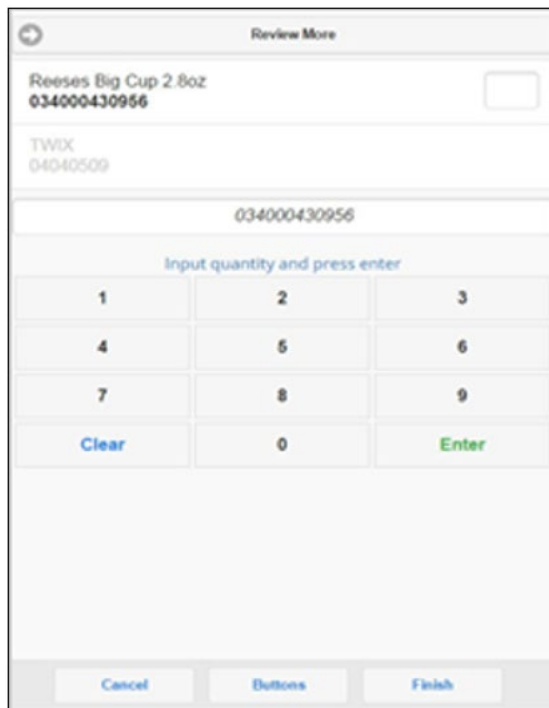 Review More
Reeses Big Cup 2.8oz
034000430956
TWIX
04040509
034000430956
Input quantity and press enter
1 2 3
4 5 6
7 8 9
Clear 0 Enter
Cancel Buttons Finish